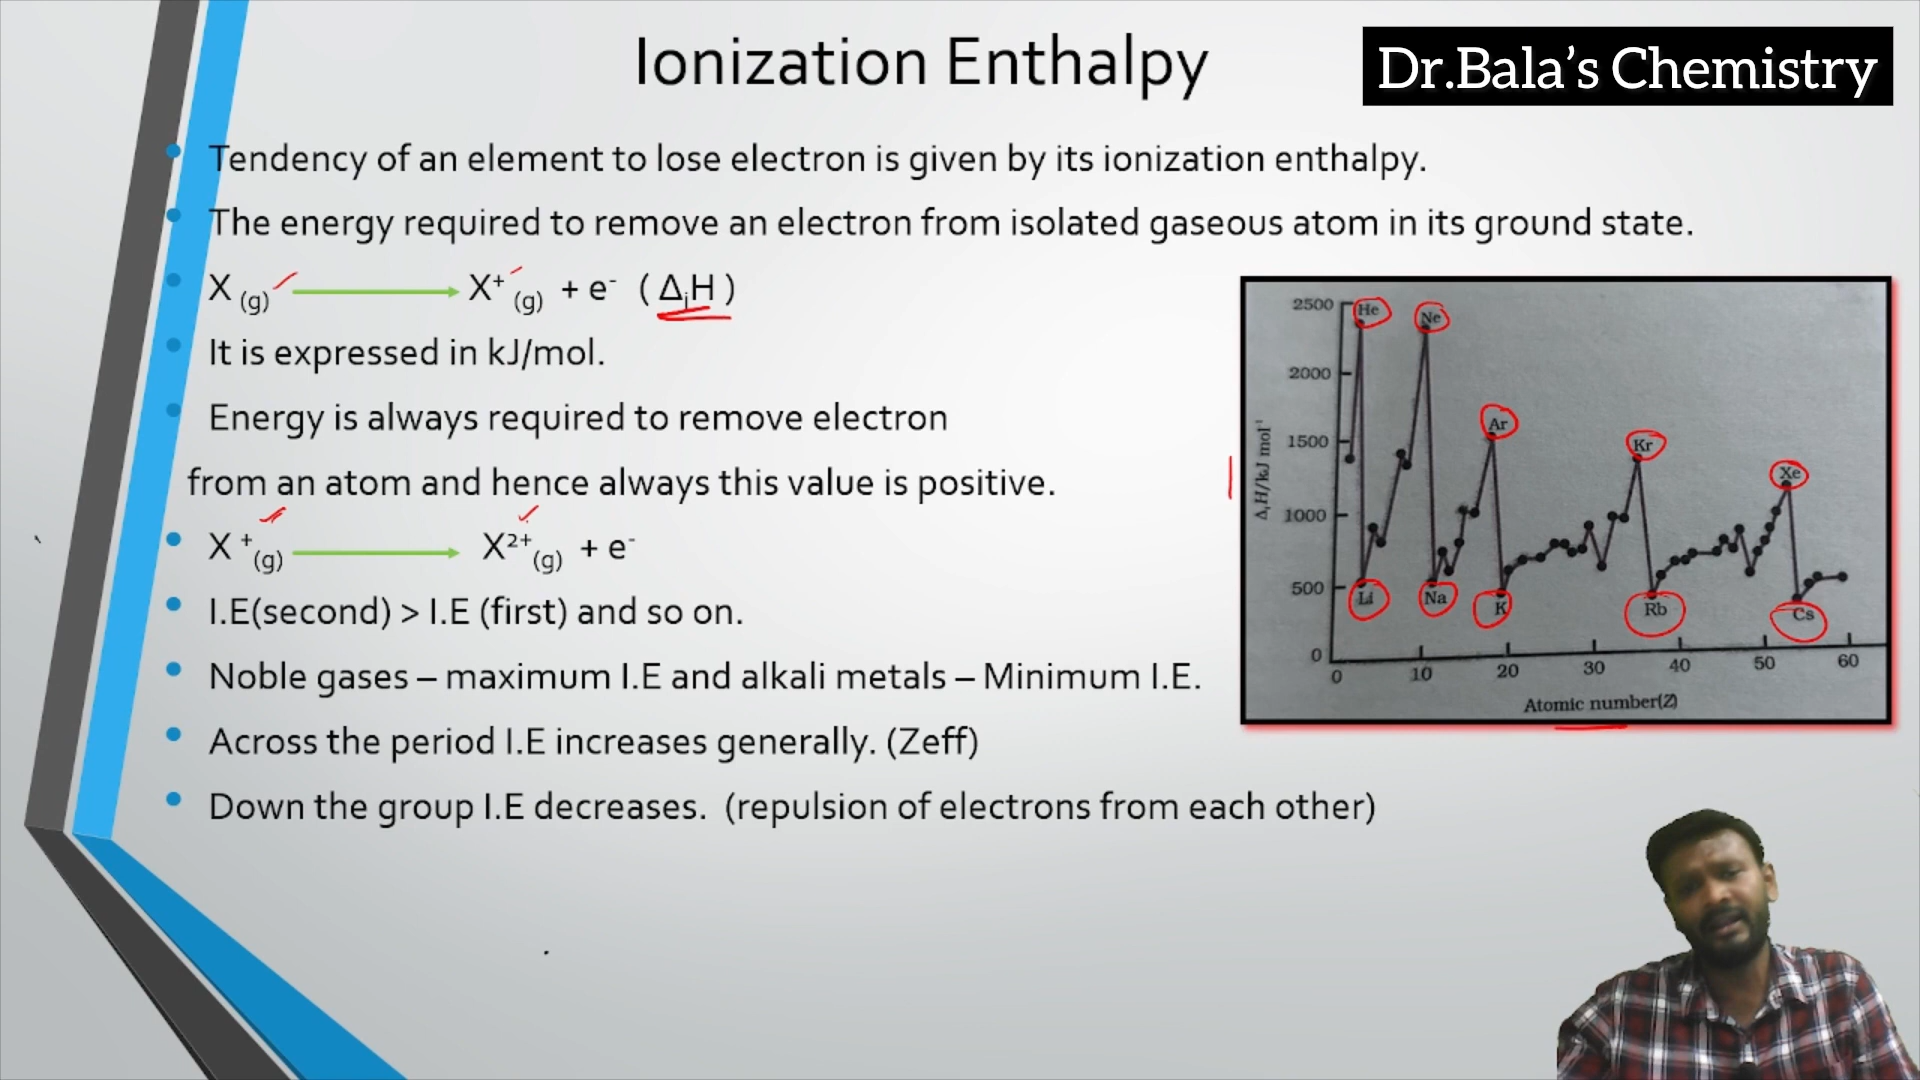 Ionization Enthalpy
Dr.Bala's Chemistry
Tendency of an element to lose electron is given by its ionization enthalpy.
The energy required to remove an electron from isolated gaseous atom in its ground state.
X (g) X⁺ (g) + e⁻ ( ΔᵢH )
It is expressed in kJ/mol.
Energy is always required to remove electron
from an atom and hence always this value is positive.
X ⁺(g) X²⁺(g) + e⁻
I.E(second) > I.E (first) and so on.
Noble gases – maximum I.E and alkali metals – Minimum I.E.
Across the period I.E increases generally. (Zeff)
Down the group I.E decreases. (repulsion of electrons from each other)
2500
2000
1500
1000
500
0
ΔᵢH/kJ mol⁻¹
He
Ne
Ar
Kr
Xe
Li
Na
K
Rb
Cs
0 10 20 30 40 50 60
Atomic number(Z)